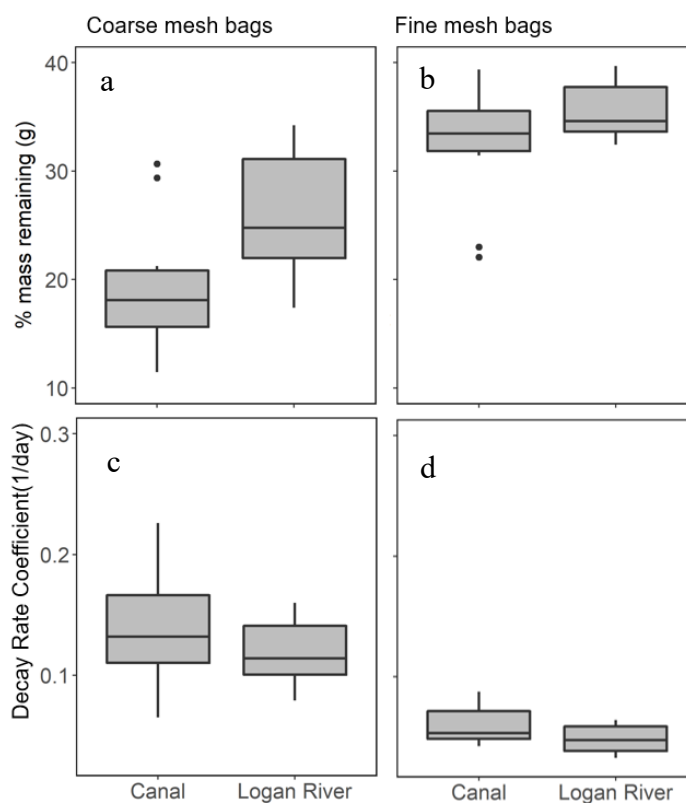 Coarse mesh bags
Fine mesh bags
% mass remaining (g)
40
30
20
10
a
b
Decay Rate Coefficient(1/day)
0.3
0.2
0.1
c
d
Canal
Logan River
Canal
Logan River